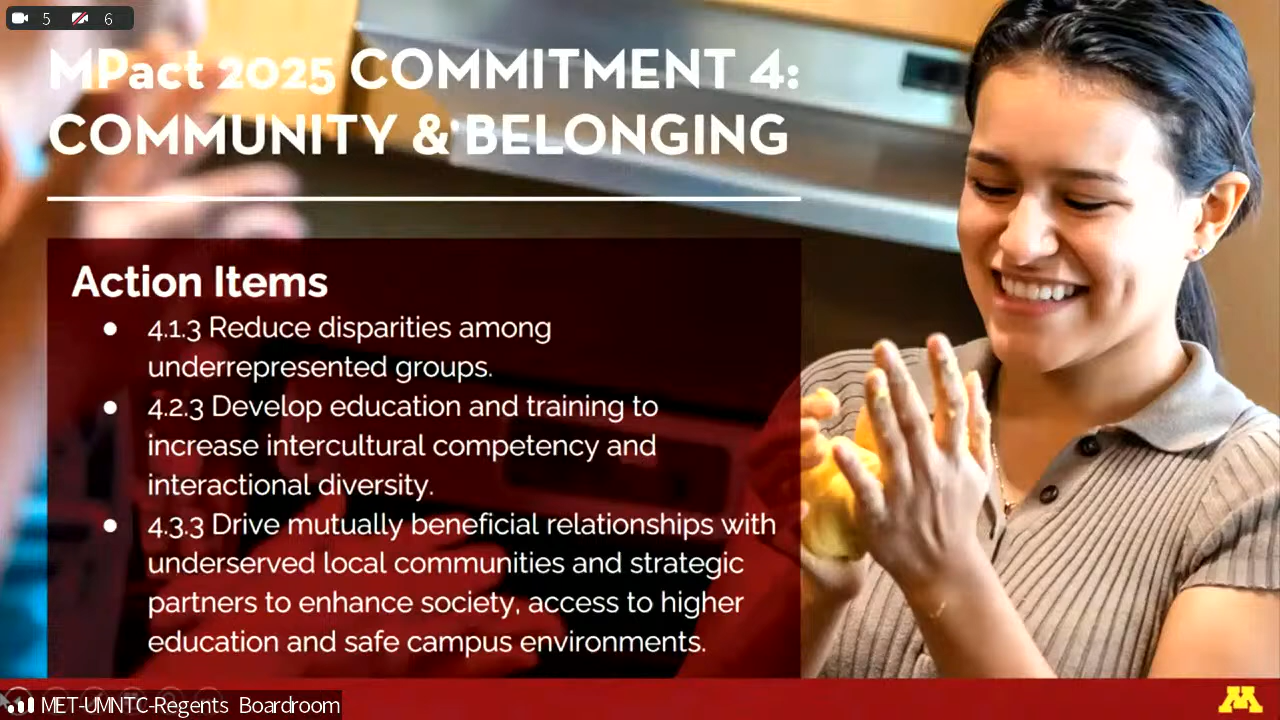 5 6
MPact 2025 COMMITMENT 4:
COMMUNITY & BELONGING
Action Items
● 4.1.3 Reduce disparities among
underrepresented groups.
● 4.2.3 Develop education and training to
increase intercultural competency and
interactional diversity.
● 4.3.3 Drive mutually beneficial relationships with
underserved local communities and strategic
partners to enhance society, access to higher
education and safe campus environments.
MET-UMNTC-Regents Boardroom
M